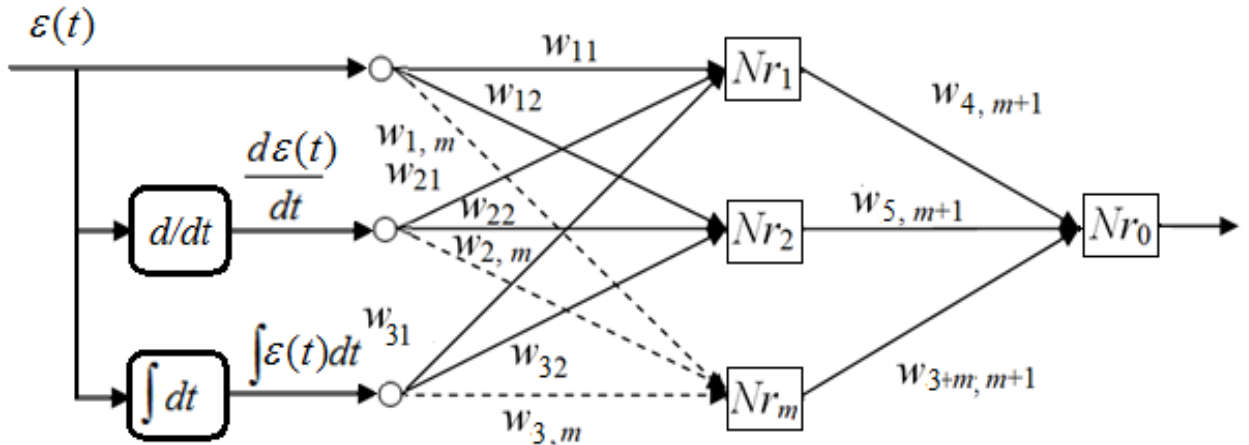 ε(t)
w11
Nr1
w12
w4, m+1
w1, m
dε(t)
dt
w21
d/dt
w22
Nr2
w5, m+1
Nr0
w2, m
w31
∫ε(t)dt
w32
∫dt
Nrm
w3+m, m+1
w3, m